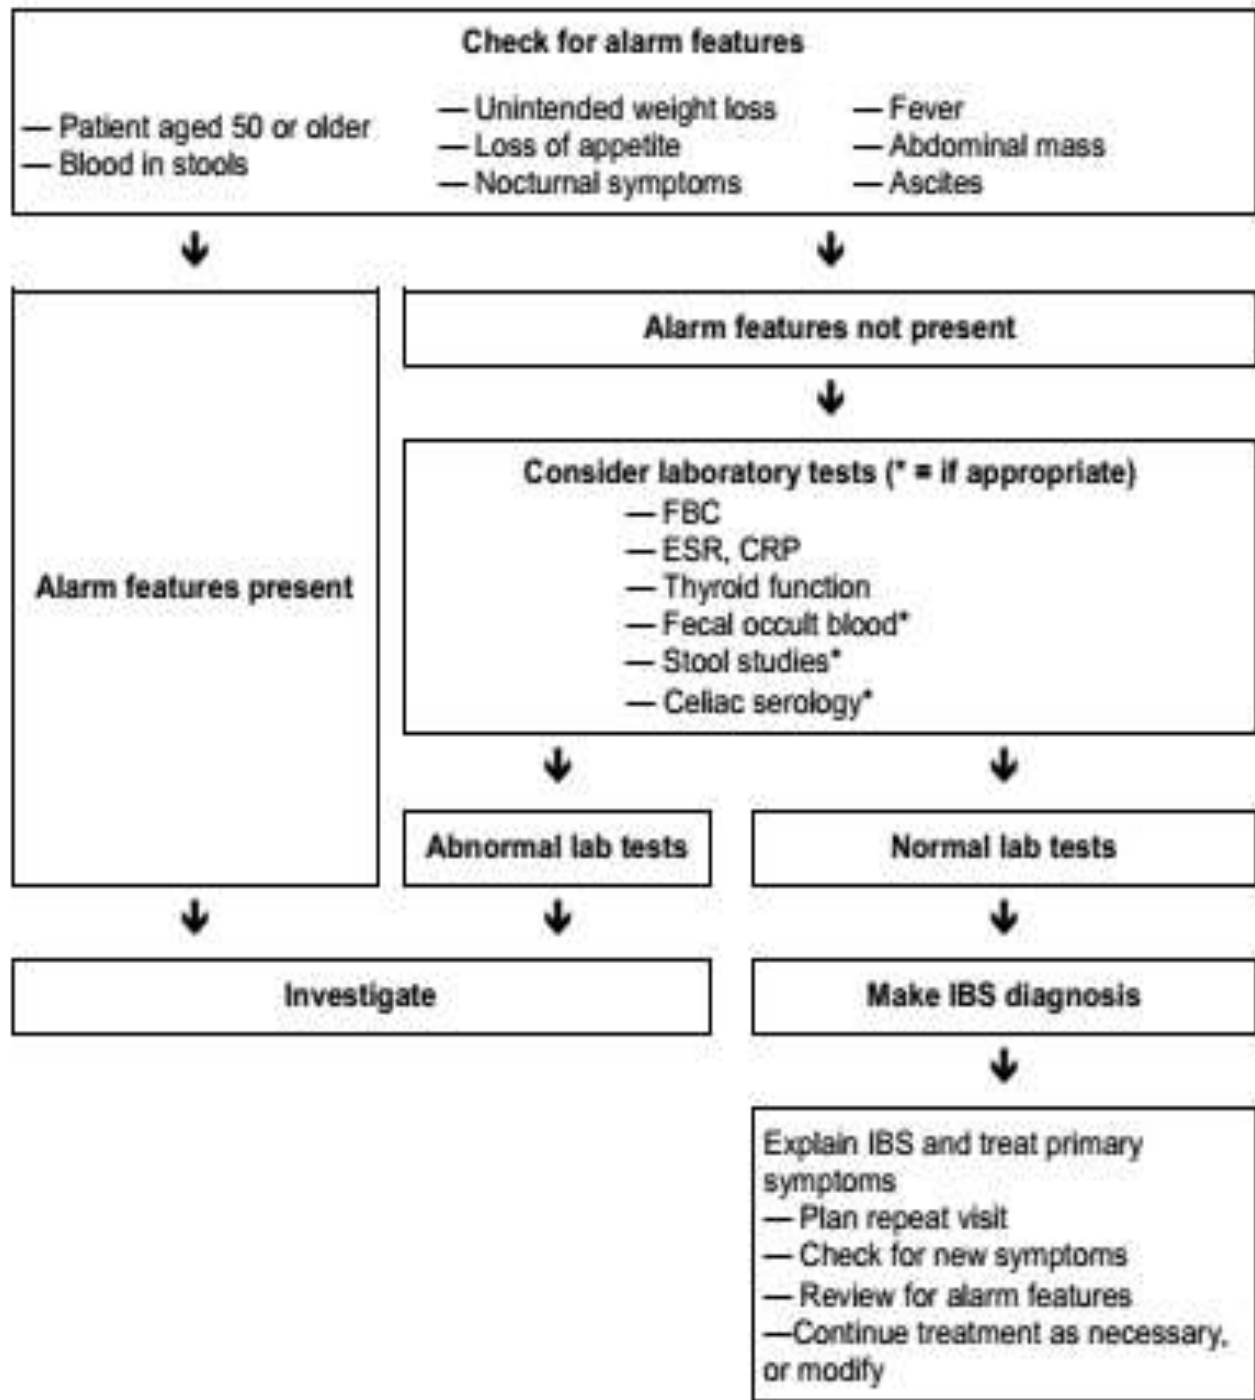 Check for alarm features
— Patient aged 50 or older
— Blood in stools
— Unintended weight loss
— Loss of appetite
— Nocturnal symptoms
— Fever
— Abdominal mass
— Ascites
Alarm features present
Alarm features not present
Consider laboratory tests (* = if appropriate)
— FBC
— ESR, CRP
— Thyroid function
— Fecal occult blood*
— Stool studies*
— Celiac serology*
Abnormal lab tests
Normal lab tests
Investigate
Make IBS diagnosis
Explain IBS and treat primary
symptoms
— Plan repeat visit
— Check for new symptoms
— Review for alarm features
—Continue treatment as necessary,
or modify